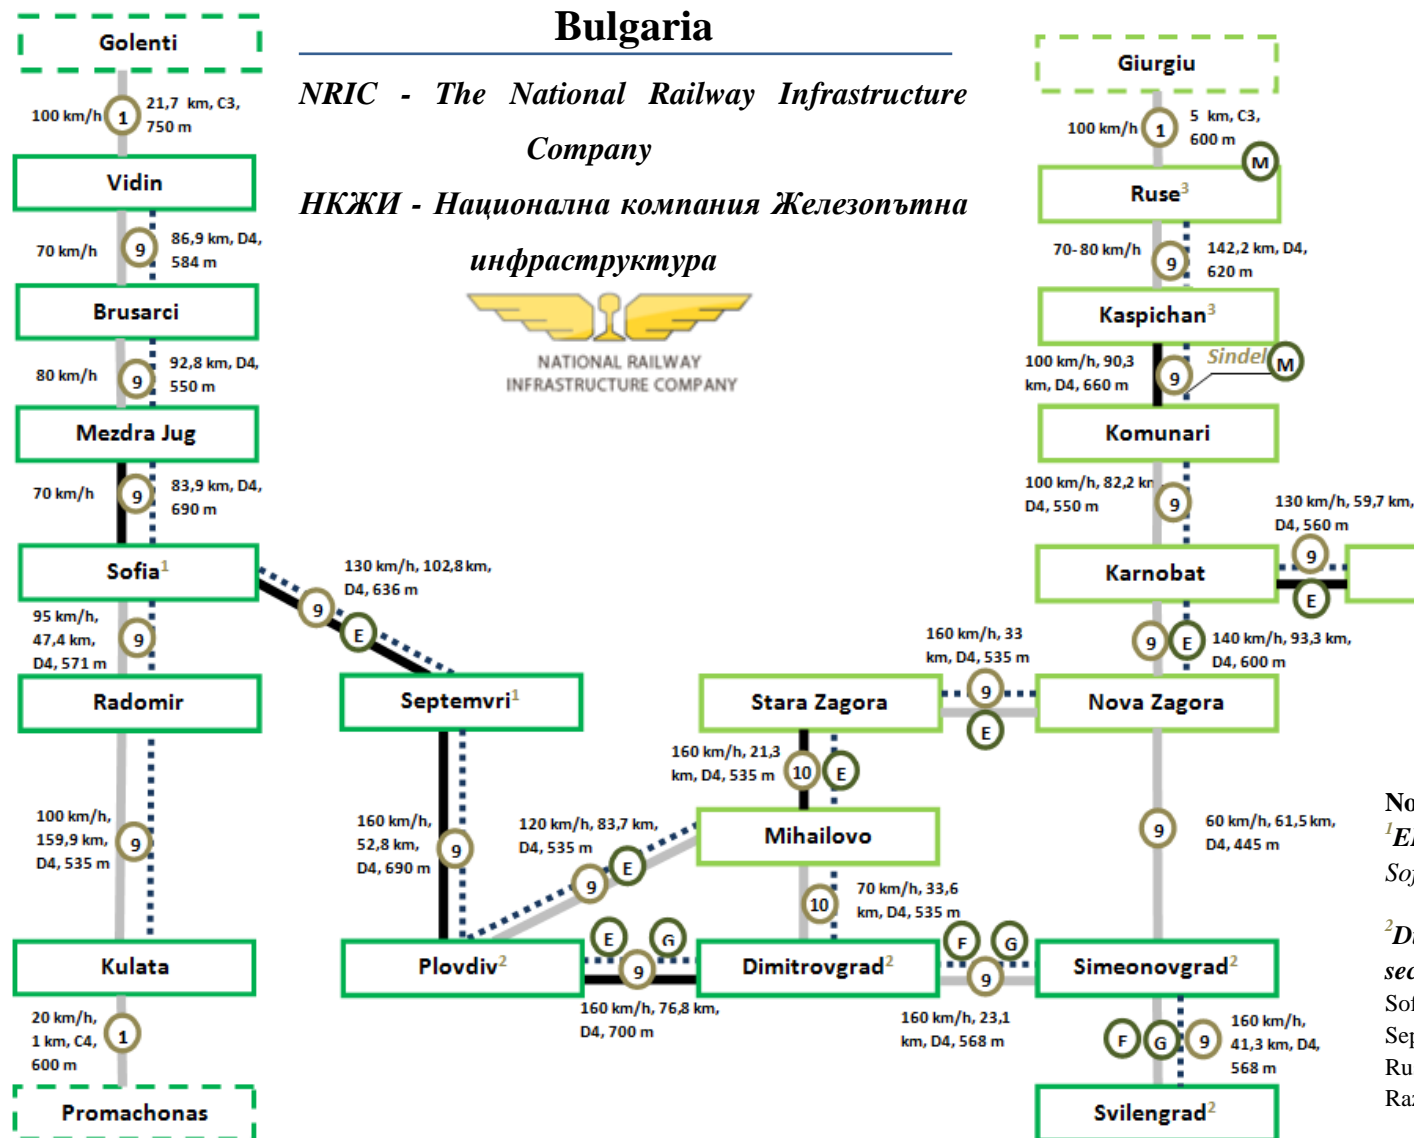 Bulgaria
NRIC - The National Railway Infrastructure
Company
НКЖИ - Национална компания Железопътна
инфраструктура
NATIONAL RAILWAY
INFRASTRUCTURE COMPANY
Golenti
100 km/h
1
21,7 km, C3,
750 m
Vidin
70 km/h
9
86,9 km, D4,
584 m
Brusarci
80 km/h
9
92,8 km, D4,
550 m
Mezdra Jug
70 km/h
9
83,9 km, D4,
690 m
Sofia1
95 km/h,
47,4 km,
D4, 571 m
9
Radomir
100 km/h,
159,9 km,
D4, 535 m
9
Kulata
20 km/h,
1 km, C4,
600 m
1
Promachonas
130 km/h, 102,8 km,
D4, 636 m
9
E
Septemvri1
160 km/h,
52,8 km,
D4, 690 m
9
Plovdiv2
120 km/h, 83,7 km,
D4, 535 m
9
E
E
G
9
160 km/h, 76,8 km,
D4, 700 m
Stara Zagora
160 km/h, 21,3
km, D4, 535 m
10
E
Mihailovo
70 km/h, 33,6
km, D4, 535 m
10
Dimitrovgrad2
F
G
9
160 km/h, 23,1
km, D4, 568 m
160 km/h, 33
km, D4, 535 m
9
E
Giurgiu
100 km/h
1
5 km, C3,
600 m
M
Ruse3
70-80 km/h
9
142,2 km, D4,
620 m
Kaspichan3
100 km/h, 90,3
km, D4, 660 m
9
Sindel
M
Komunari
100 km/h, 82,2 km
D4, 550 m
9
Karnobat
130 km/h, 59,7 km,
D4, 560 m
9
E
9
E
140 km/h, 93,3 km,
D4, 600 m
Nova Zagora
9
60 km/h, 61,5 km,
D4, 445 m
Simeonovgrad2
F
G
9
160 km/h,
41,3 km, D4,
568 m
Svilengrad2